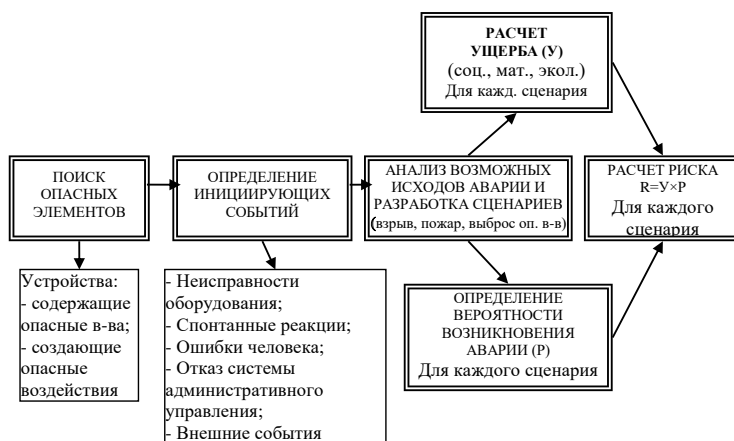 РАСЧЕТ
УЩЕРБА (У)
(соц., мат., экол.)
Для кажд. сценария
ПОИСК
ОПАСНЫХ
ЭЛЕМЕНТОВ
ОПРЕДЕЛЕНИЕ
ИНИЦИИРУЮЩИХ
СОБЫТИЙ
АНАЛИЗ ВОЗМОЖНЫХ
ИСХОДОВ АВАРИИ И
РАЗРАБОТКА СЦЕНАРИЕВ
(взрыв, пожар, выброс оп. в-в)
РАСЧЕТ РИСКА
R=У×Р
Для каждого
сценария
Устройства:
- содержащие
опасные в-ва;
- создающие
опасные
воздействия
- Неисправности
оборудования;
- Спонтанные реакции;
- Ошибки человека;
- Отказ системы
административного
управления;
- Внешние события
ОПРЕДЕЛЕНИЕ
ВЕРОЯТНОСТИ
ВОЗНИКНОВЕНИЯ
АВАРИИ (Р)
Для каждого сценария